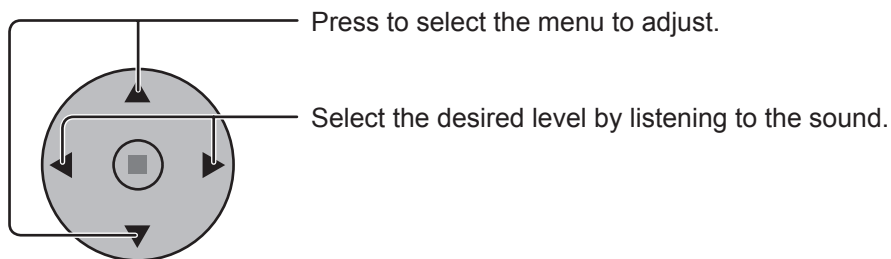 Press to select the menu to adjust.
Select the desired level by listening to the sound.